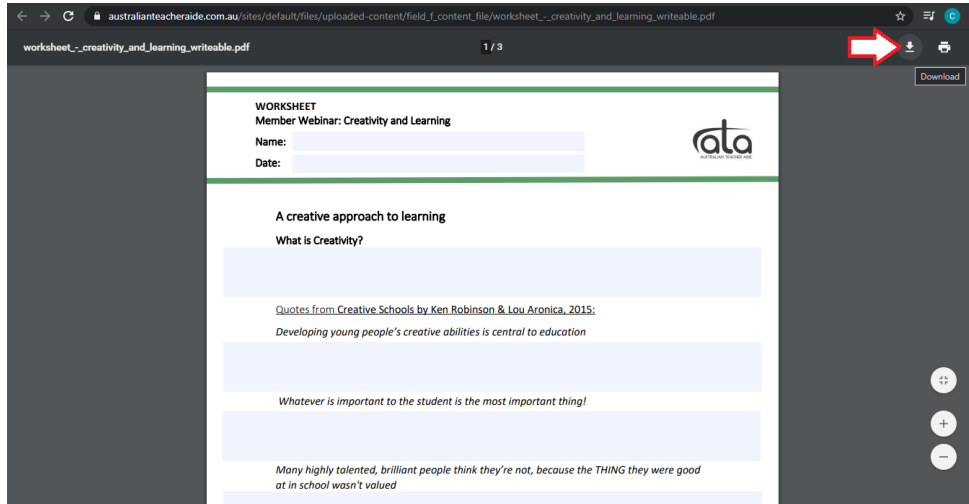 australianteacheraide.com.au/sites/default/files/uploaded-content/field_f_content_file/worksheet_-_creativity_and_learning_writeable.pdf
C
worksheet_-_creativity_and_learning_writeable.pdf
1 / 3
Download
WORKSHEET
Member Webinar: Creativity and Learning
Name:
Date:
ata
AUSTRALIAN TEACHER AIDE
A creative approach to learning
What is Creativity?
Quotes from Creative Schools by Ken Robinson & Lou Aronica, 2015:
Developing young people's creative abilities is central to education
Whatever is important to the student is the most important thing!
Many highly talented, brilliant people think they're not, because the THING they were good
at in school wasn't valued